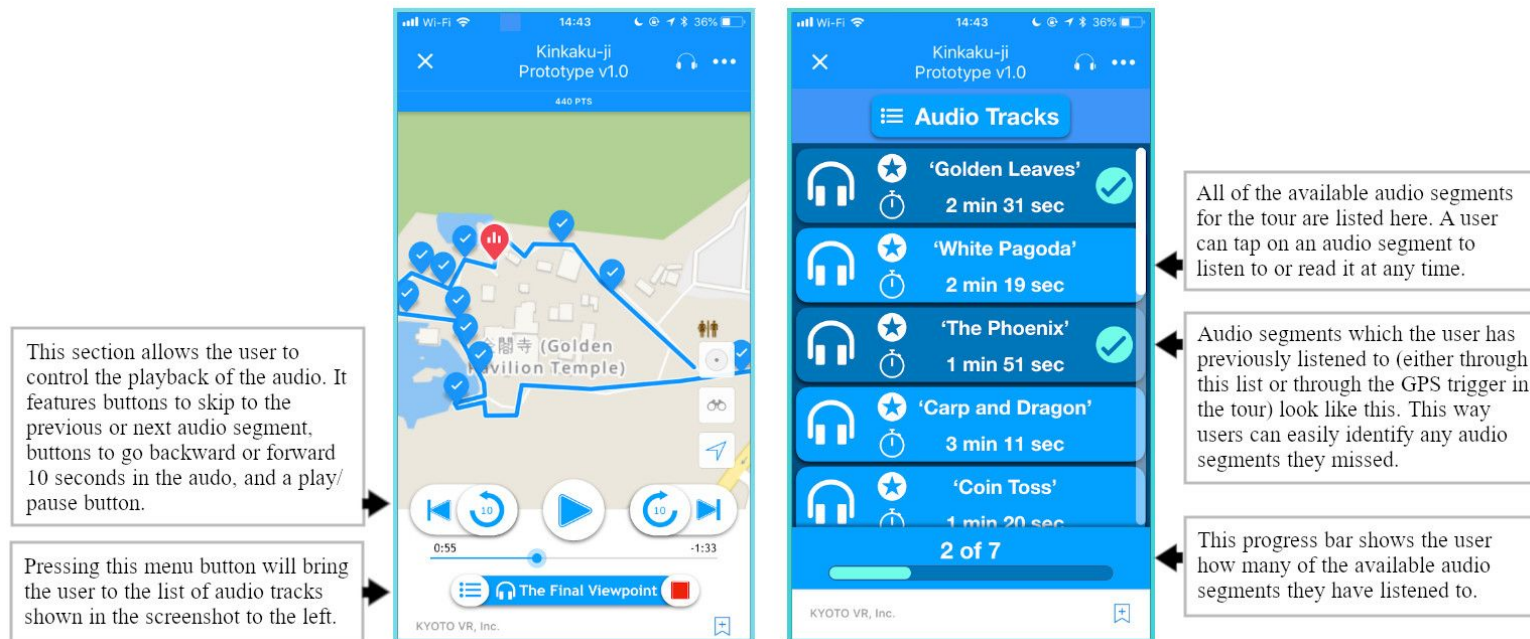 This section allows the user to
control the playback of the audio. It
features buttons to skip to the
previous or next audio segment,
buttons to go backward or forward
10 seconds in the audo, and a play/
pause button.
Pressing this menu button will bring
the user to the list of audio tracks
shown in the screenshot to the left.
Wi-Fi 14:43 36%
Kinkaku-ji
Prototype v1.0
440 PTS
閣寺 (Golden
Pavilion Temple)
10 10
0:55 -1:33
The Final Viewpoint
KYOTO VR, Inc.
Wi-Fi 14:43 36%
Kinkaku-ji
Prototype v1.0
Audio Tracks
‘Golden Leaves’
2 min 31 sec
‘White Pagoda’
2 min 19 sec
‘The Phoenix’
1 min 51 sec
‘Carp and Dragon’
3 min 11 sec
‘Coin Toss’
1 min 20 sec
2 of 7
KYOTO VR, Inc.
All of the available audio segments
for the tour are listed here. A user
can tap on an audio segment to
listen to or read it at any time.
Audio segments which the user has
previously listened to (either through
this list or through the GPS trigger in
the tour) look like this. This way
users can easily identify any audio
segments they missed.
This progress bar shows the user
how many of the available audio
segments they have listened to.